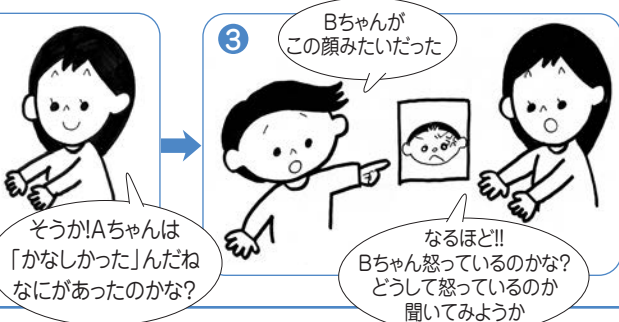 そうか!Aちゃんは
「かなしかった」んだね
なにがあったのかな?
❸
Bちゃんが
この顔みたいだった
なるほど!!
Bちゃん怒っているのかな?
どうして怒っているのか
聞いてみようか